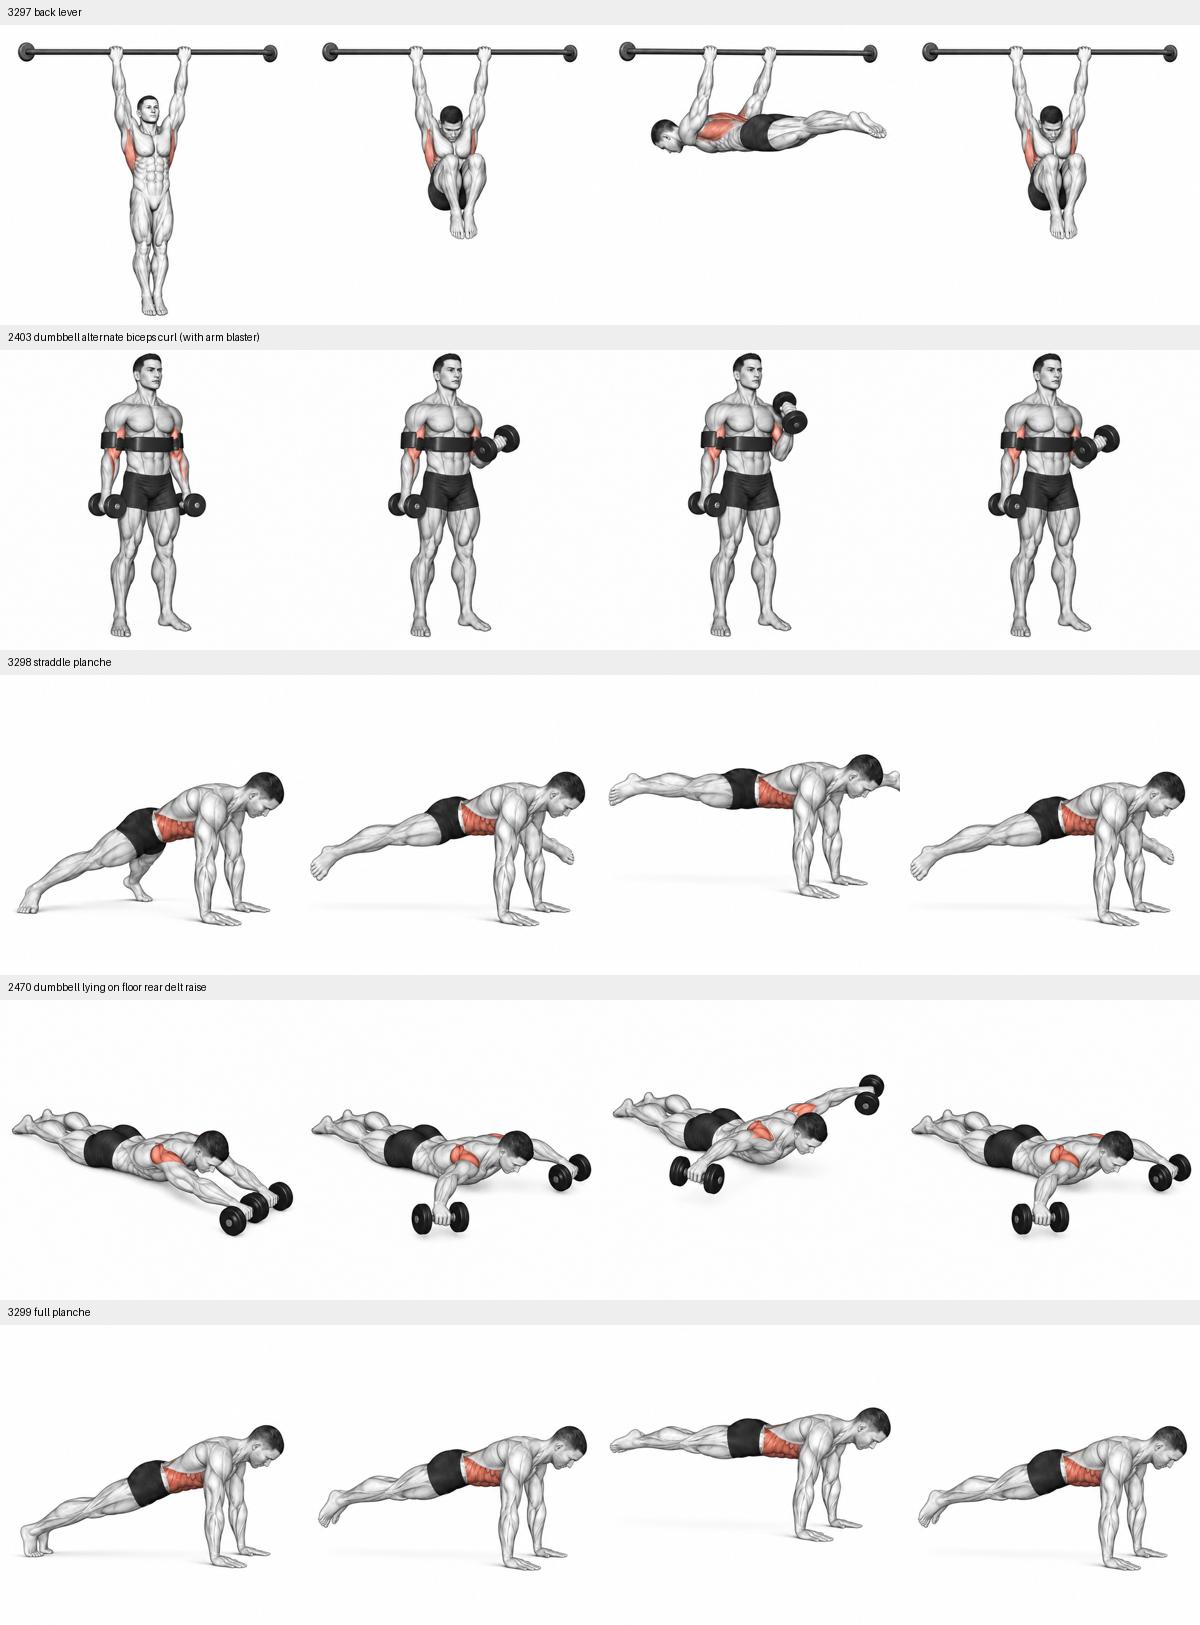 3297 back lever
2403 dumbbell alternate biceps curl (with arm blaster)
3298 straddle planche
2470 dumbbell lying on floor rear delt raise
3299 full planche